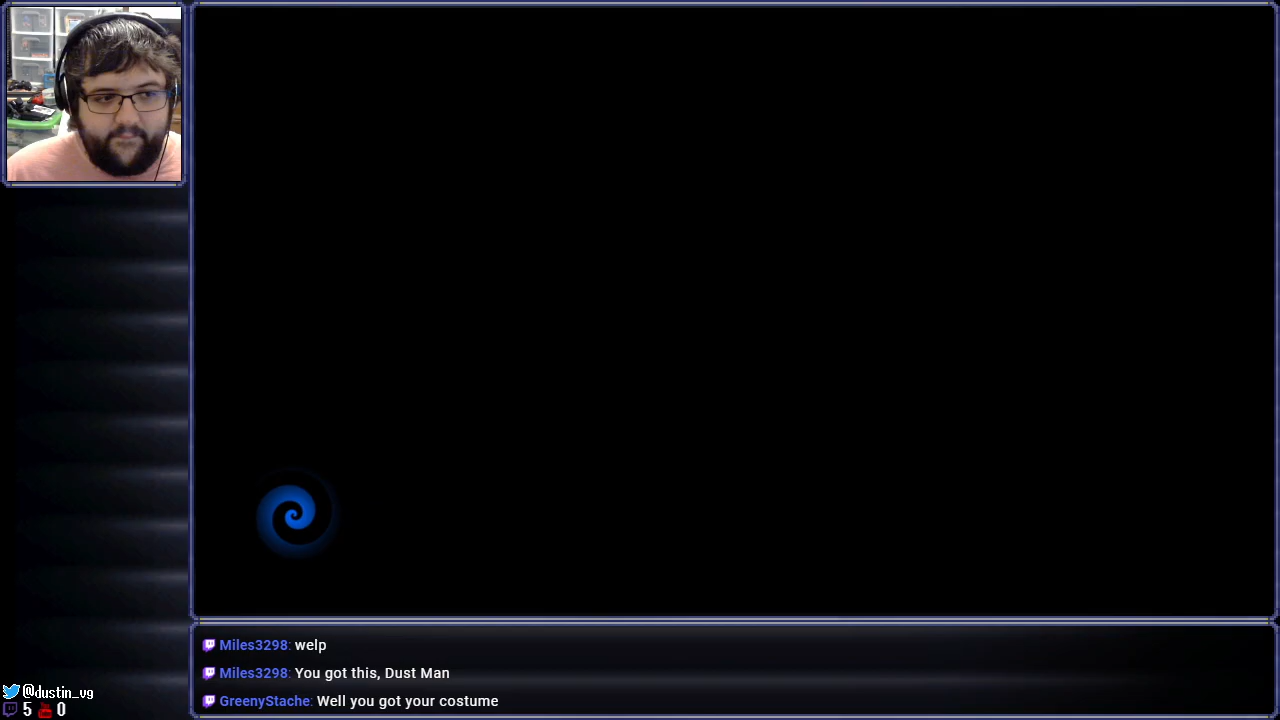 Miles3298: welp
Miles3298: You got this, Dust Man
GreenyStache: Well you got your costume
@dustin_vg
5 0